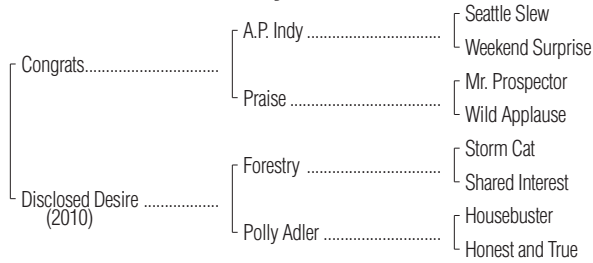 Seattle Slew
A.P. Indy ..............................
Weekend Surprise
Congrats..............................
Mr. Prospector
Praise ..................................
Wild Applause
Storm Cat
Forestry ..............................
Shared Interest
Disclosed Desire .................
(2010)
Housebuster
Polly Adler ...........................
Honest and True